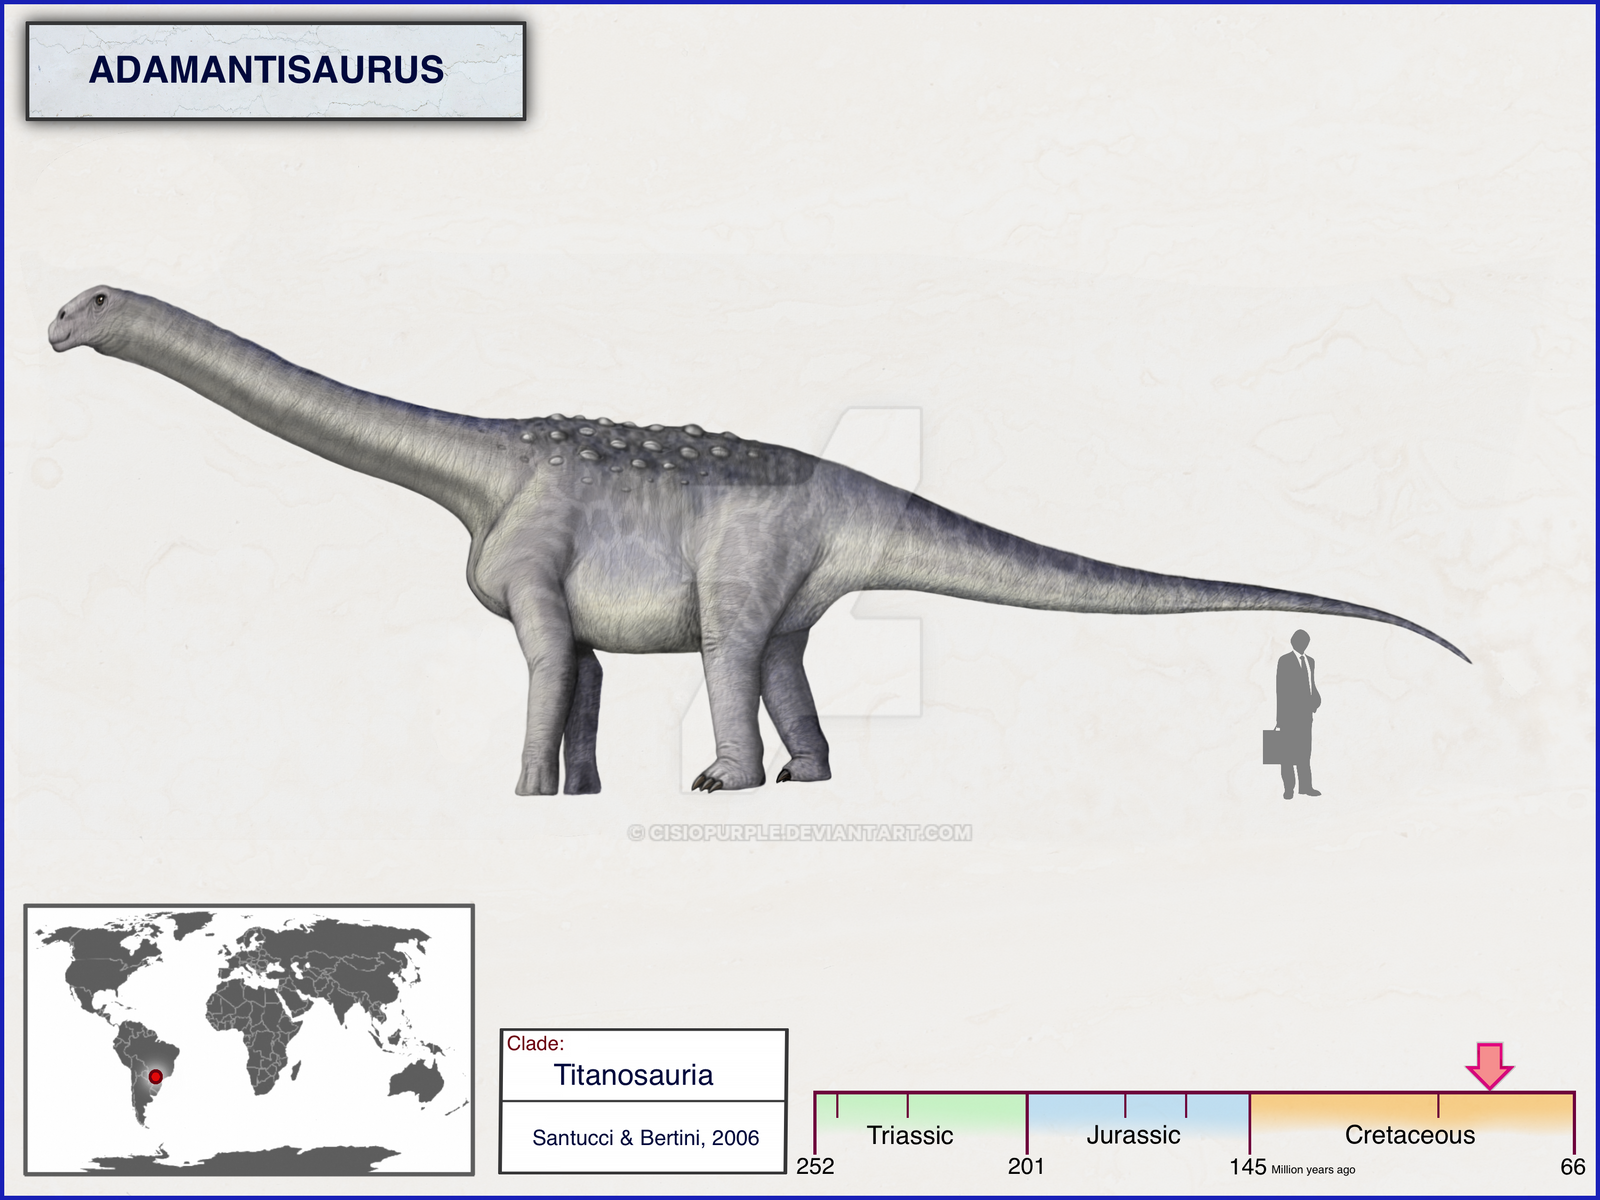 ADAMANTISAURUS
© CISIOPURPLE.DEVIANTART.COM
Clade:
Titanosauria
Santucci & Bertini, 2006
Triassic Jurassic Cretaceous
252 201 145 Million years ago 66